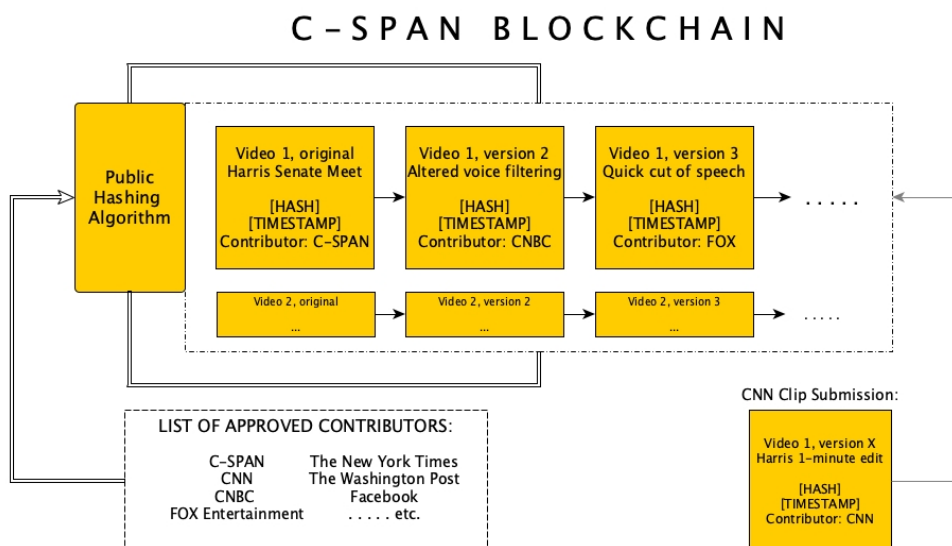 C-SPAN BLOCKCHAIN
Public
Hashing
Algorithm
Video 1, original
Harris Senate Meet
[HASH]
[TIMESTAMP]
Contributor: C-SPAN
Video 1, version 2
Altered voice filtering
[HASH]
[TIMESTAMP]
Contributor: CNBC
Video 1, version 3
Quick cut of speech
[HASH]
[TIMESTAMP]
Contributor: FOX
. . . . .
Video 2, original
...
Video 2, version 2
...
Video 2, version 3
...
. . . . .
LIST OF APPROVED CONTRIBUTORS:
C-SPAN
CNN
CNBC
FOX Entertainment
The New York Times
The Washington Post
Facebook
. . . . . etc.
CNN Clip Submission:
Video 1, version X
Harris 1-minute edit
[HASH]
[TIMESTAMP]
Contributor: CNN